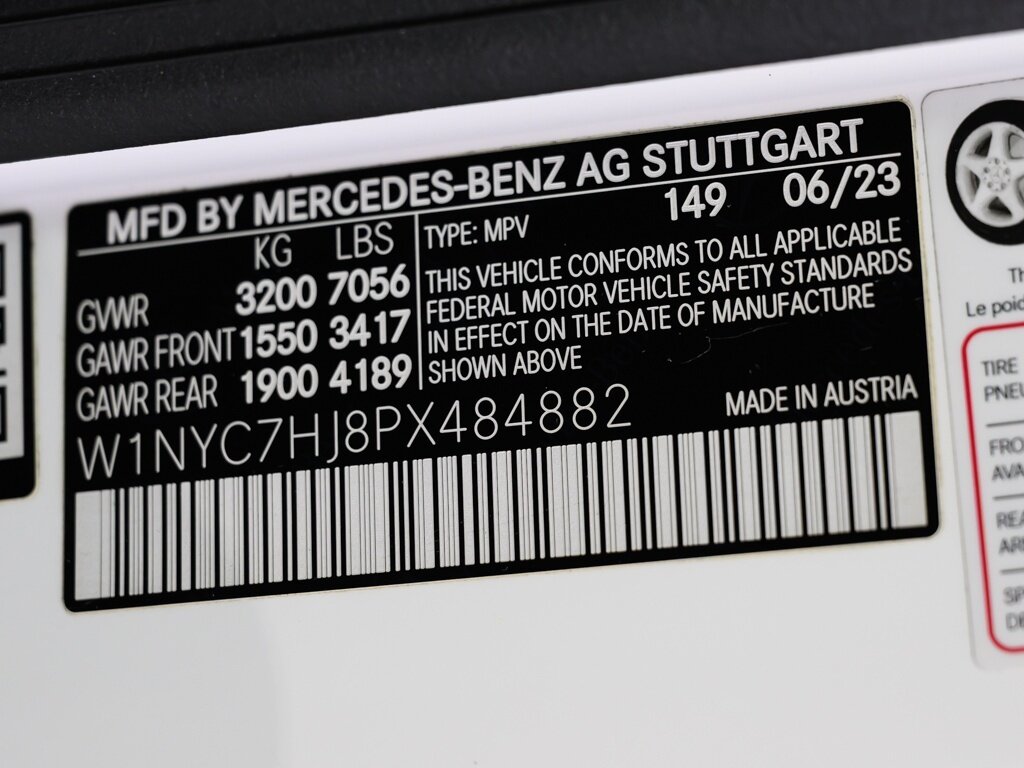 MFD BY MERCEDES-BENZ AG STUTTGART
KG LBS
GVWR 3200 7056
GAWR FRONT 1550 3417
GAWR REAR 1900 4189
149 06/23
TYPE: MPV
THIS VEHICLE CONFORMS TO ALL APPLICABLE
FEDERAL MOTOR VEHICLE SAFETY STANDARDS
IN EFFECT ON THE DATE OF MANUFACTURE
SHOWN ABOVE
W1NYC7HJ8PX484882
MADE IN AUSTRIA
Le
TIRE